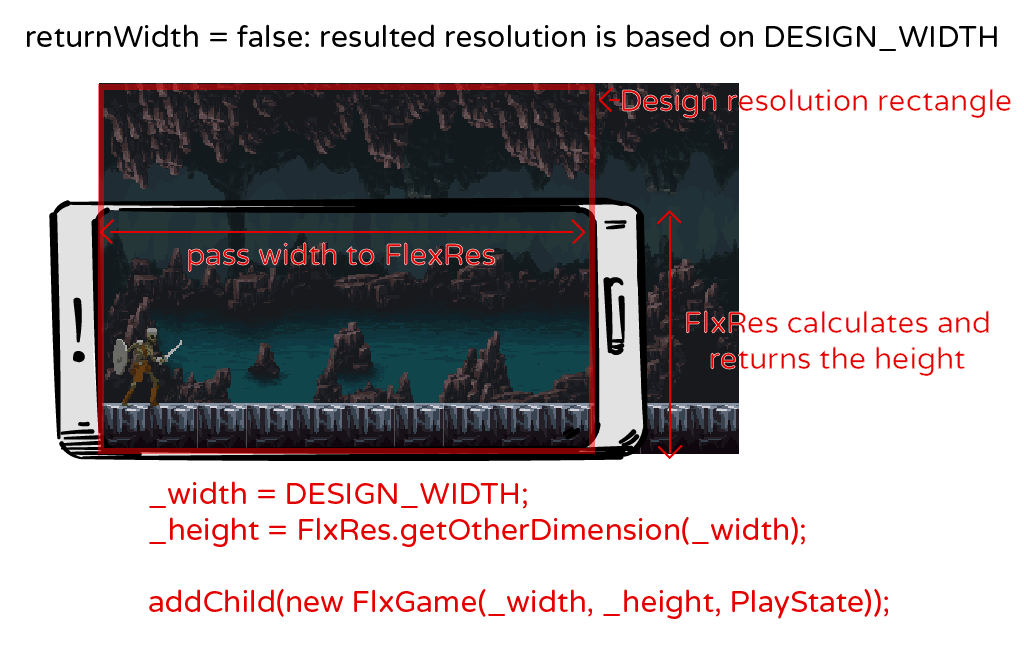 returnWidth = false: resulted resolution is based on DESIGN_WIDTH
Design resolution rectangle
pass width to FlexRes
FlxRes calculates and
returns the height
_width = DESIGN_WIDTH;
_height = FlxRes.getOtherDimension(_width);
addChild(new FlxGame(_width, _height, PlayState));